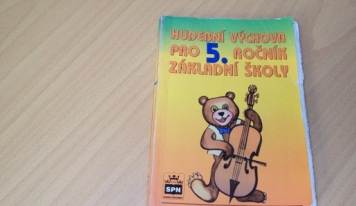 HUDEBNÍ VÝCHOVA
PRO 5. ROČNÍK
ZÁKLADNÍ ŠKOLY
SPN